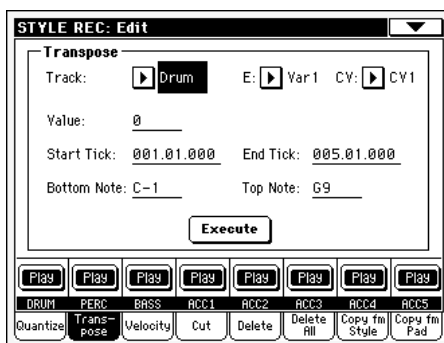 STYLE REC: Edit
Transpose
Track: Drum E: Var1 CV: CV1
Value: 0
Start Tick: 001.01.000 End Tick: 005.01.000
Bottom Note: C-1 Top Note: G9
Execute
Play Play Play Play Play Play Play Play
DRUM PERC BASS ACC1 ACC2 ACC3 ACC4 ACC5
Quantize Trans-pose Velocity Cut Delete Delete All Copy fm Style Copy fm Pad